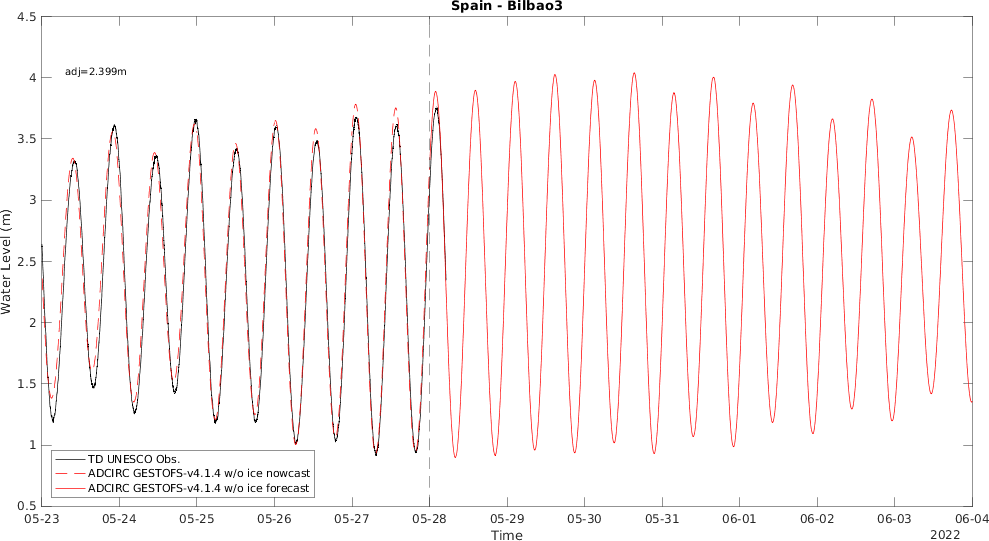 Spain - Bilbao3
4.5
4
3.5
3
2.5
2
1.5
1
0.5
Water Level (m)
adj=2.399m
TD UNESCO Obs.
ADCIRC GESTOFS-v4.1.4 w/o ice nowcast
ADCIRC GESTOFS-v4.1.4 w/o ice forecast
05-23 05-24 05-25 05-26 05-27 05-28 05-29 05-30 05-31 06-01 06-02 06-03 06-04
Time
2022